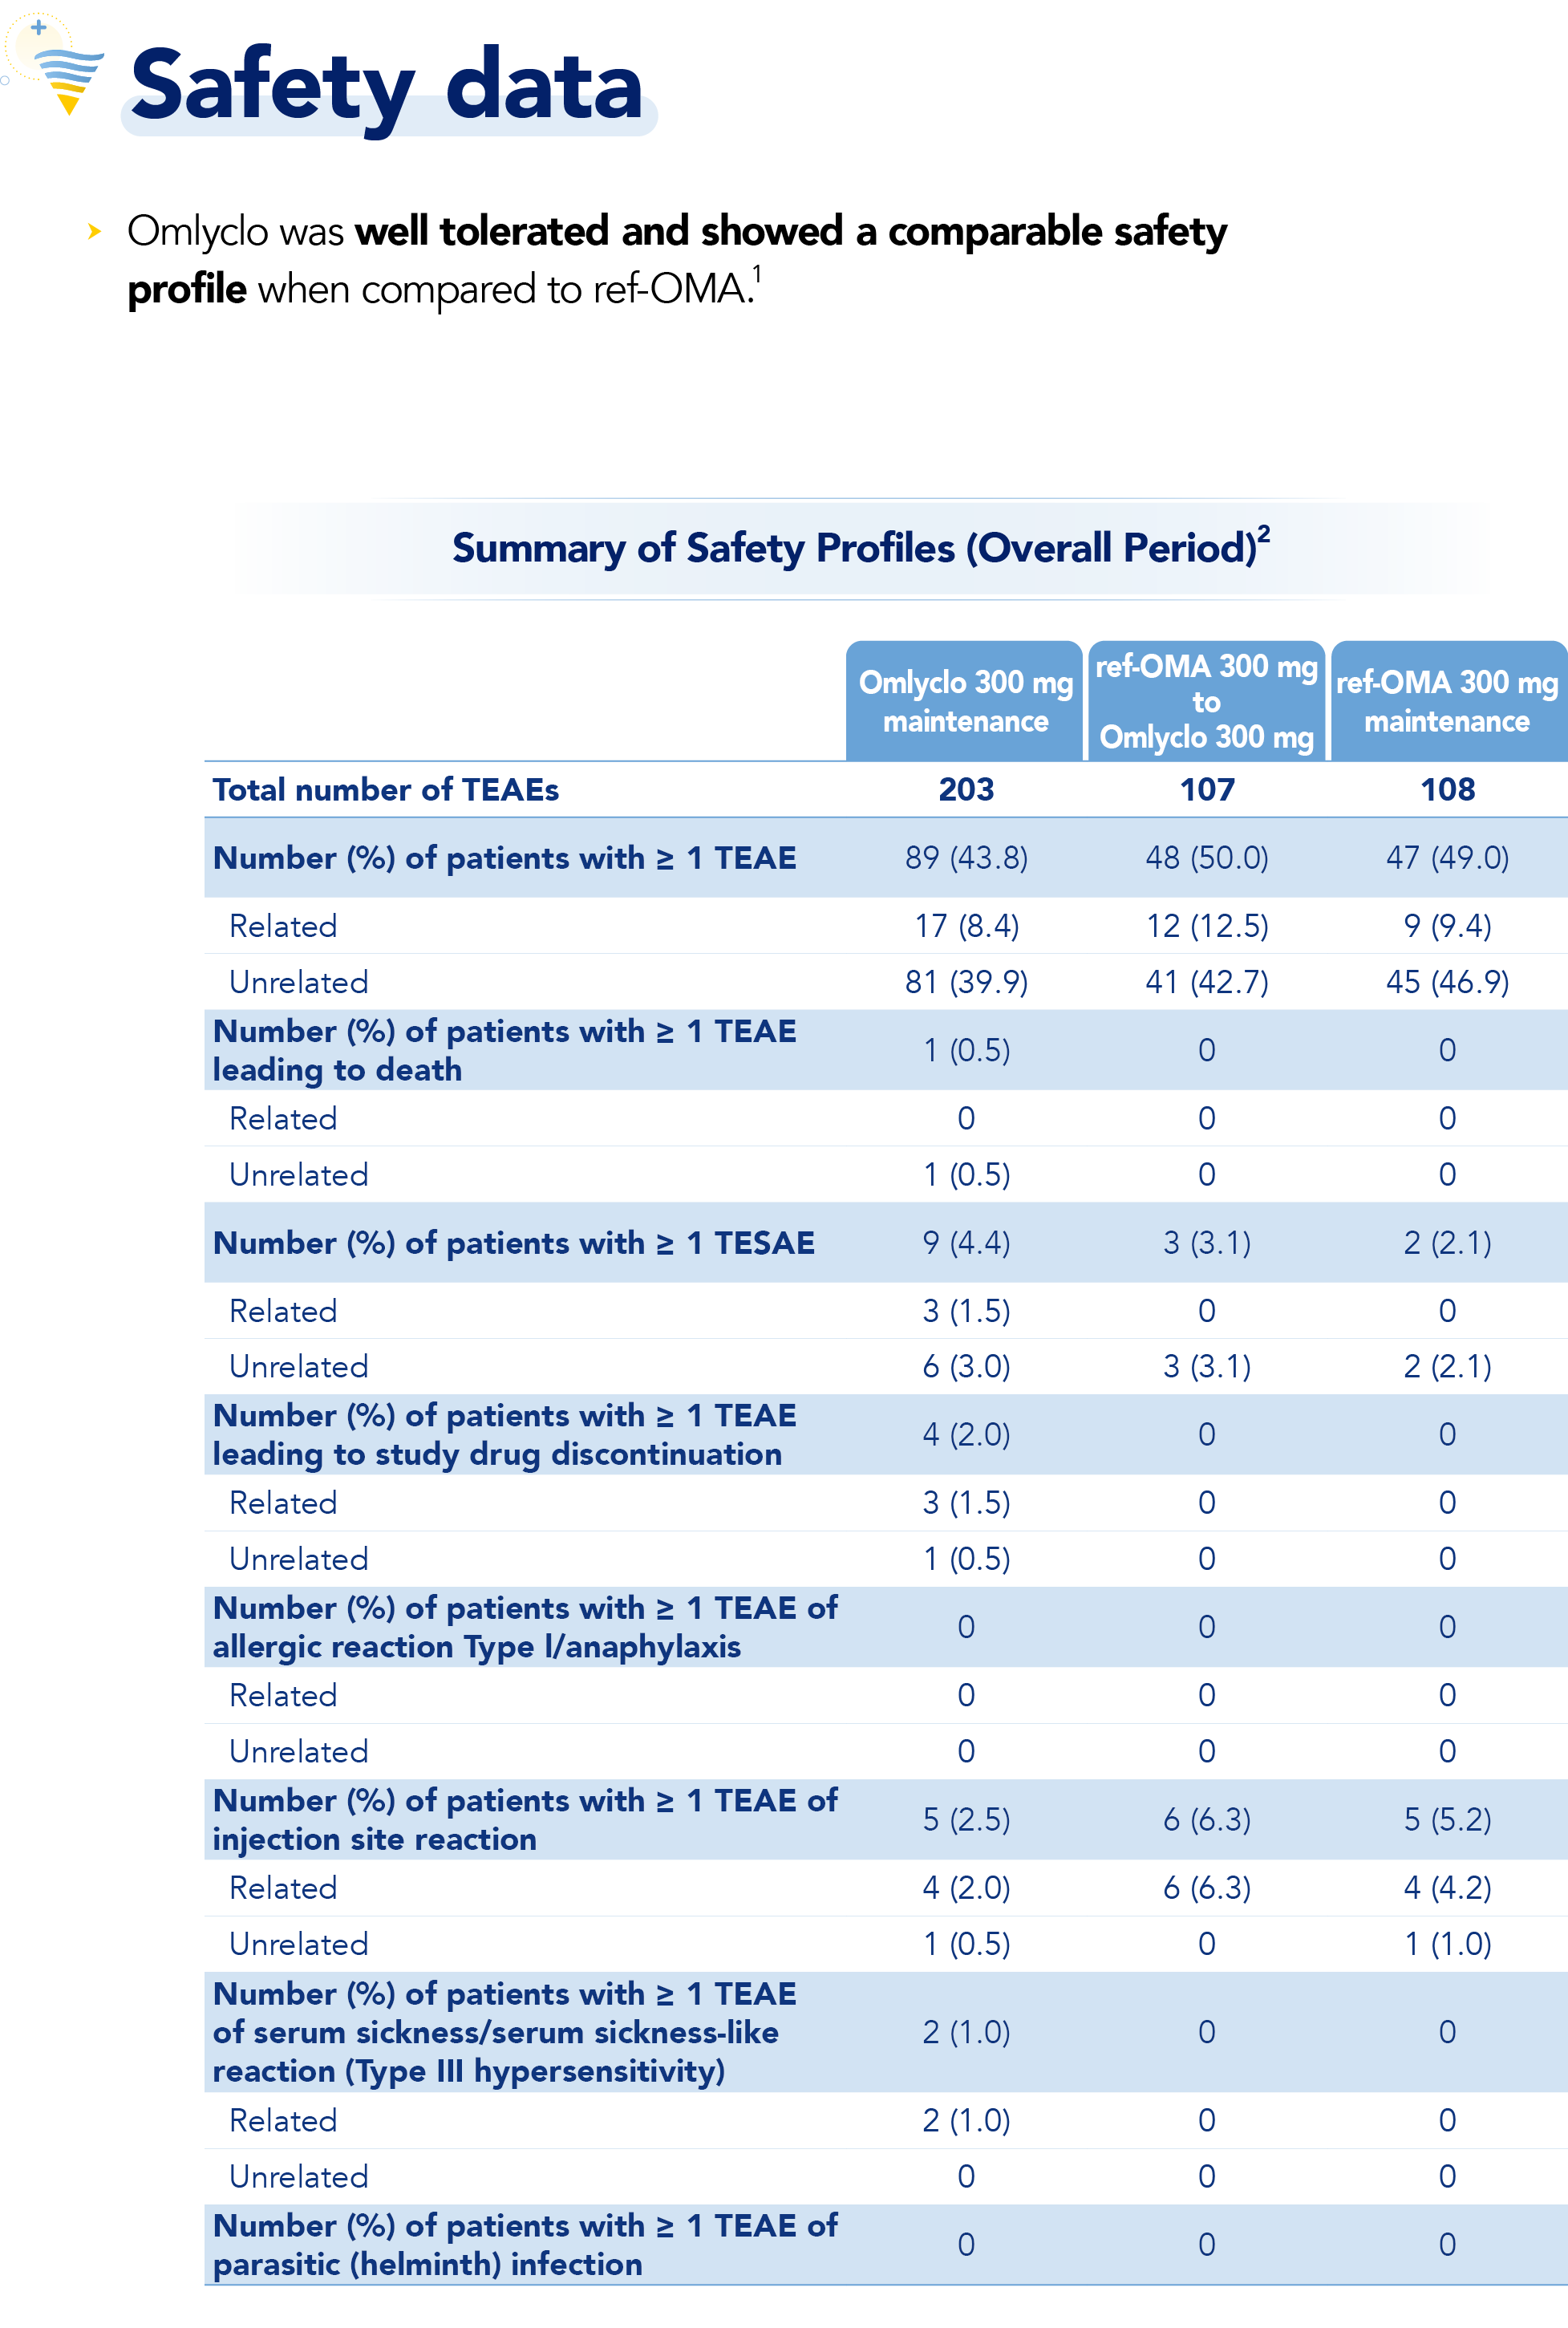 Safety data
Omlyclo was well tolerated and showed a comparable safety
profile when compared to ref-OMA.1
Summary of Safety Profiles (Overall Period)2
Omlyclo 300 mg
maintenance
ref-OMA 300 mg
to
Omlyclo 300 mg
ref-OMA 300 mg
maintenance
Total number of TEAEs 203 107 108
Number (%) of patients with ≥ 1 TEAE 89 (43.8) 48 (50.0) 47 (49.0)
Related 17 (8.4) 12 (12.5) 9 (9.4)
Unrelated 81 (39.9) 41 (42.7) 45 (46.9)
Number (%) of patients with ≥ 1 TEAE
leading to death 1 (0.5) 0 0
Related 0 0 0
Unrelated 1 (0.5) 0 0
Number (%) of patients with ≥ 1 TESAE 9 (4.4) 3 (3.1) 2 (2.1)
Related 3 (1.5) 0 0
Unrelated 6 (3.0) 3 (3.1) 2 (2.1)
Number (%) of patients with ≥ 1 TEAE
leading to study drug discontinuation 4 (2.0) 0 0
Related 3 (1.5) 0 0
Unrelated 1 (0.5) 0 0
Number (%) of patients with ≥ 1 TEAE of
allergic reaction Type l/anaphylaxis 0 0 0
Related 0 0 0
Unrelated 0 0 0
Number (%) of patients with ≥ 1 TEAE of
injection site reaction 5 (2.5) 6 (6.3) 5 (5.2)
Related 4 (2.0) 6 (6.3) 4 (4.2)
Unrelated 1 (0.5) 0 1 (1.0)
Number (%) of patients with ≥ 1 TEAE
of serum sickness/serum sickness-like 2 (1.0) 0 0
reaction (Type III hypersensitivity)
Related 2 (1.0) 0 0
Unrelated 0 0 0
Number (%) of patients with ≥ 1 TEAE of
parasitic (helminth) infection 0 0 0